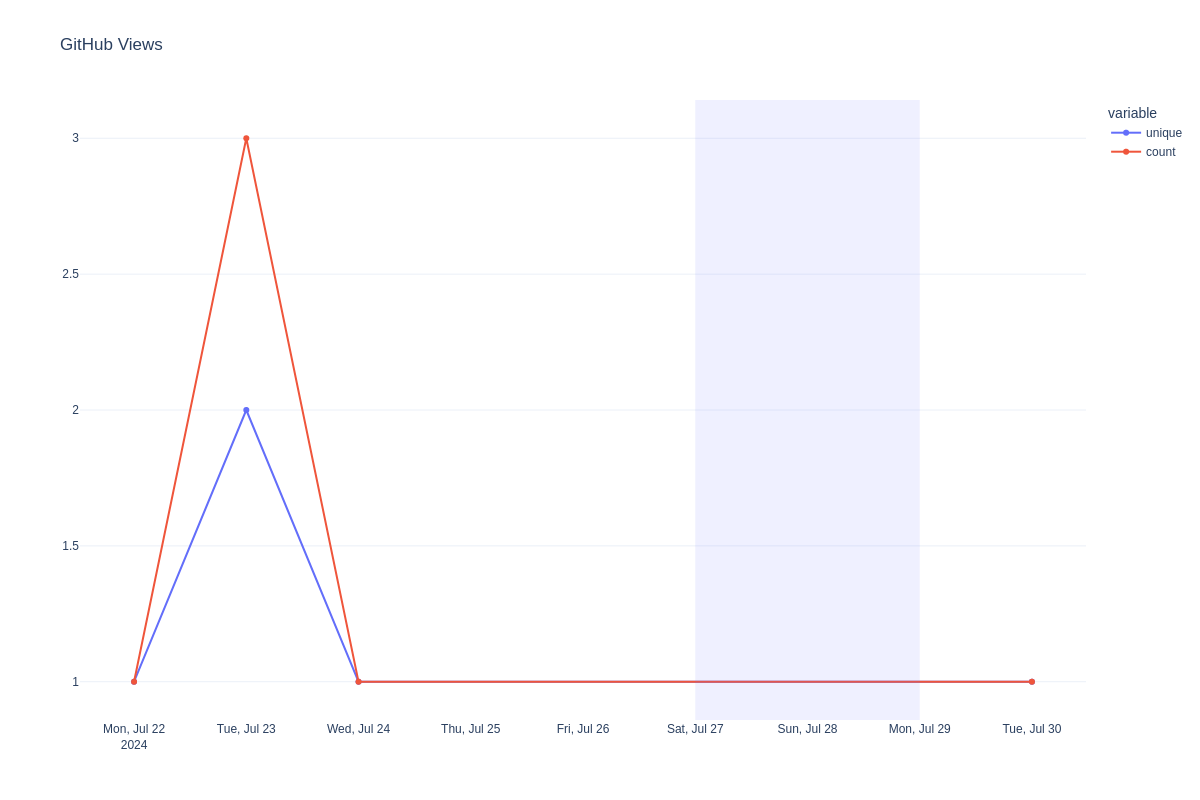 GitHub Views
variable
unique
count
3
2.5
2
1.5
1
Mon, Jul 22
2024
Tue, Jul 23
Wed, Jul 24
Thu, Jul 25
Fri, Jul 26
Sat, Jul 27
Sun, Jul 28
Mon, Jul 29
Tue, Jul 30